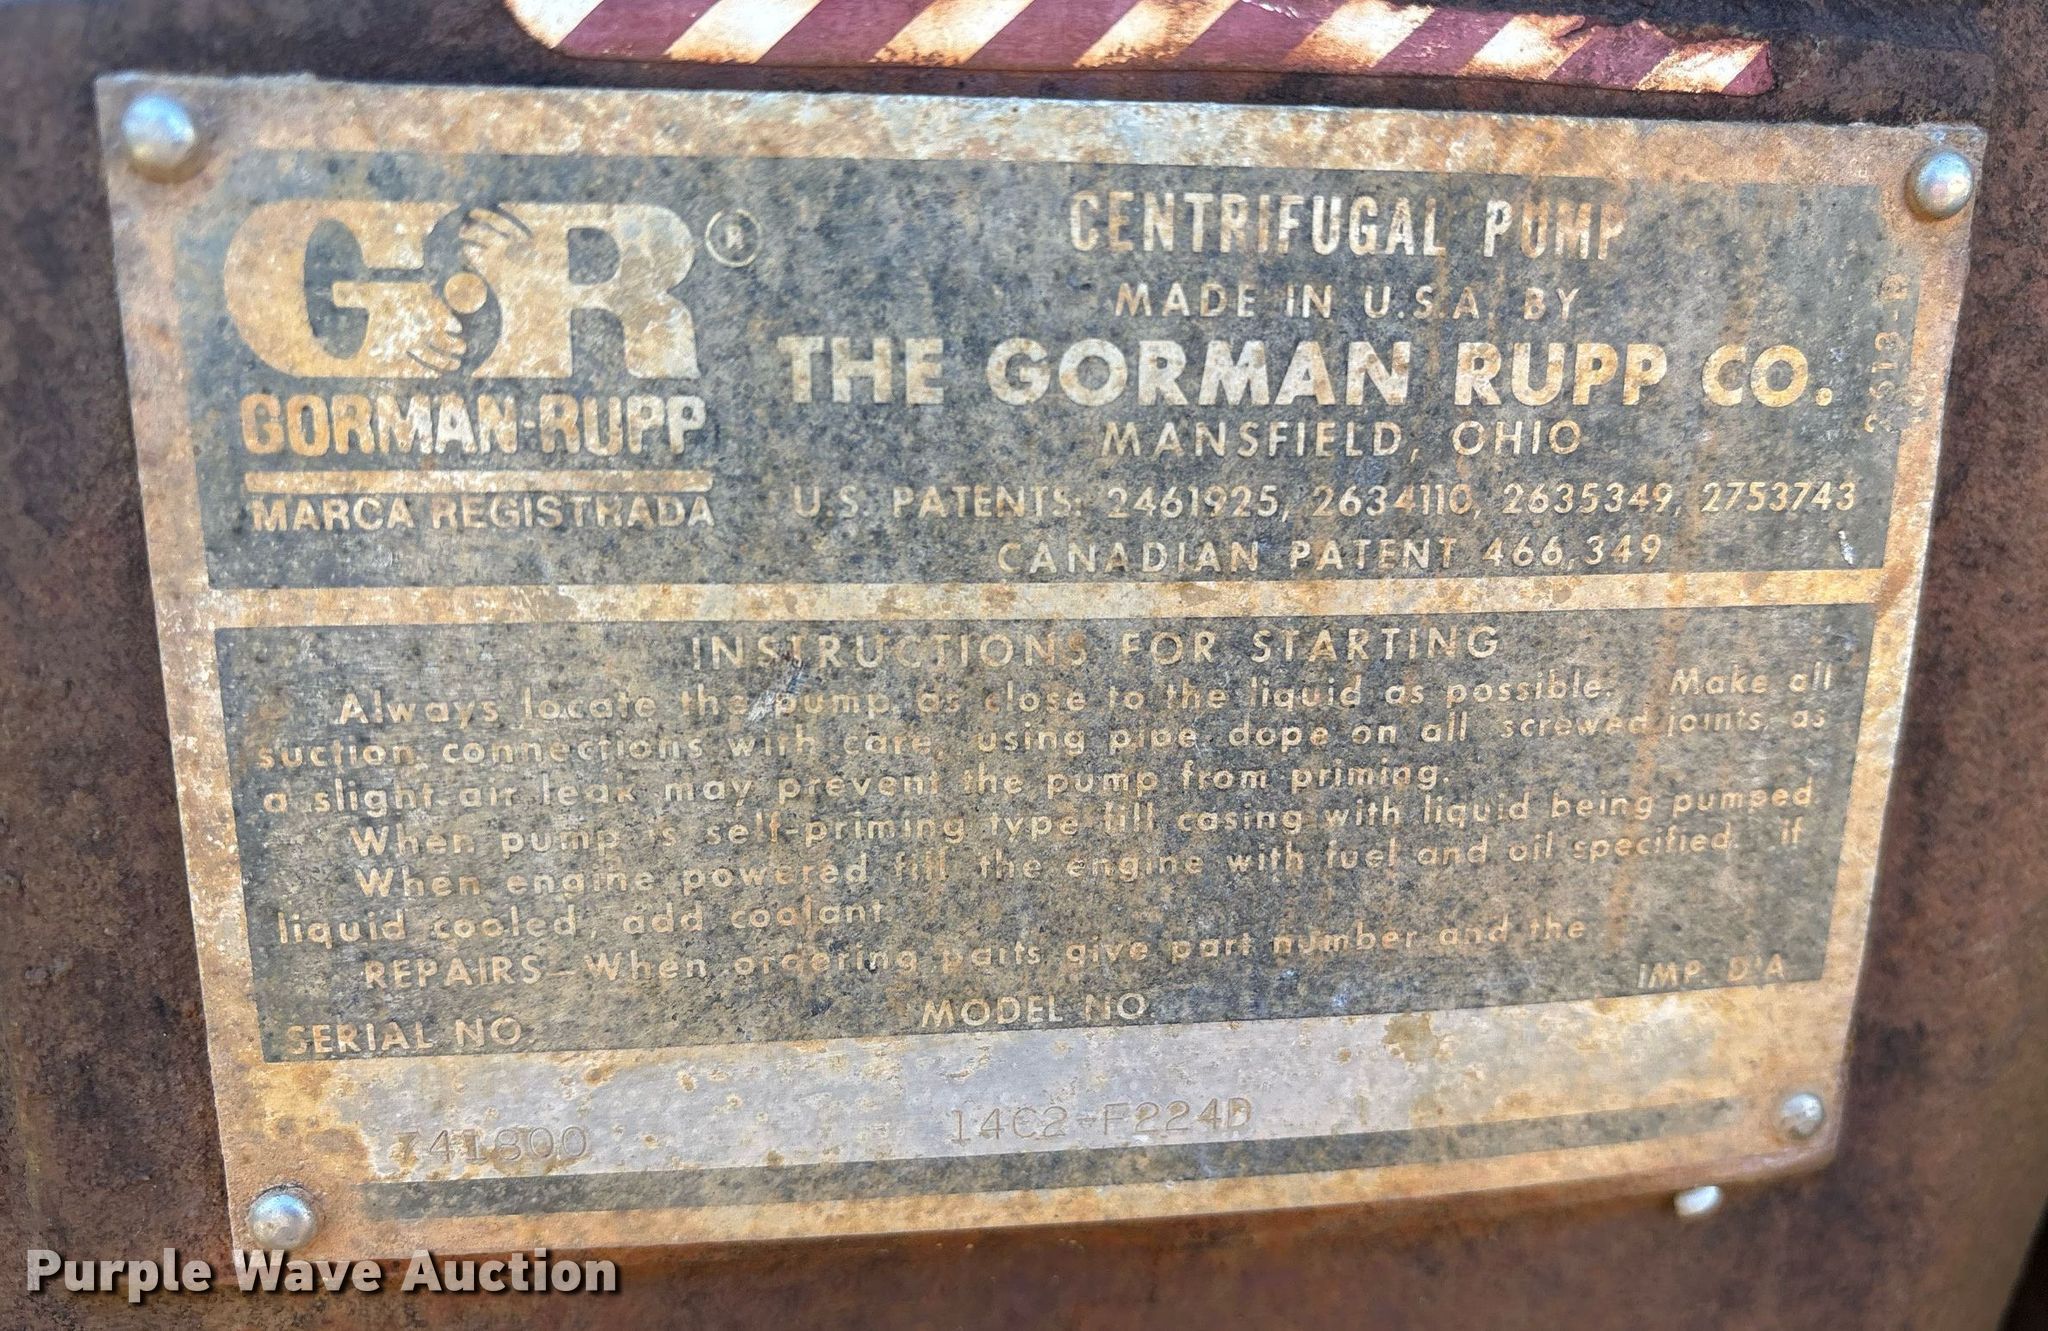 GR ®
GORMAN-RUPP
MARCA REGISTRADA
CENTRIFUGAL PUMP
MADE IN U.S.A. BY
THE GORMAN RUPP CO.
MANSFIELD, OHIO
U.S. PATENTS: 2461925, 2634110, 2635349, 2753743
CANADIAN PATENT 466,349
INSTRUCTIONS FOR STARTING
Always locate the pump as close to the liquid as possible. Make all
suction connections with care, using pipe dope on all screwed joints, as
a slight air leak may prevent the pump from priming.
When pump is self-priming type fill casing with liquid being pumped.
When engine powered fill the engine with fuel and oil specified. if
liquid cooled, add coolant
REPAIRS—When ordering parts, give part number and the
SERIAL NO. MODEL NO. IMP. DIA
741800 14C2-F224D
Purple Wave Auction